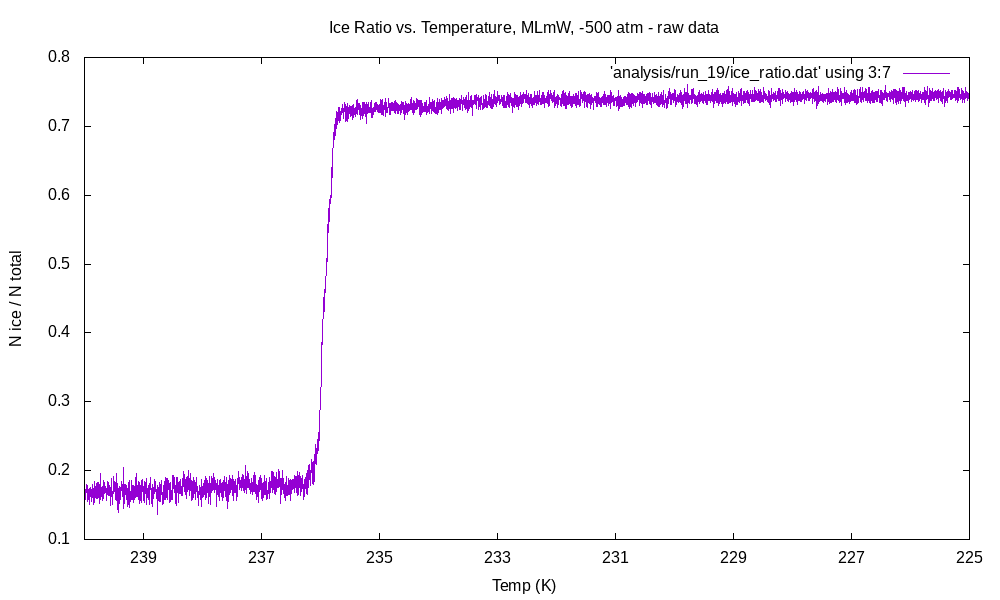 Ice Ratio vs. Temperature, MLmW, -500 atm - raw data
'analysis/run_19/ice_ratio.dat' using 3:7
N ice / N total
0.8
0.7
0.6
0.5
0.4
0.3
0.2
0.1
239 237 235 233 231 229 227 225
Temp (K)